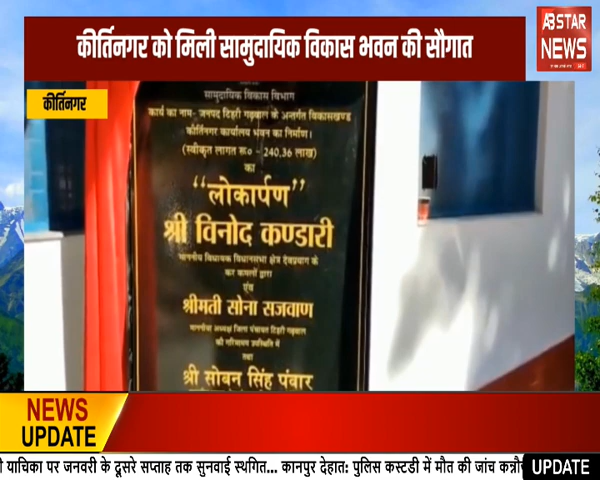 कीर्तिनगर को मिली सामुदायिक विकास भवन की सौगात
AB STAR
NEWS
कीर्तिनगर
सामुदायिक विकास विभाग
कार्य का नाम- जनपद टिहरी गढ़वाल के अन्तर्गत विकासखण्ड
कीर्तिनगर कार्यालय भवन का निर्माण।
(स्वीकृत लागत रू० - 240.36 लाख)
का
"लोकार्पण"
श्री विनोद कण्डारी
माननीय विधायक विधानसभा क्षेत्र देवप्रयाग के
कर कमलों द्वारा
एंव
श्रीमती सोना सजवाण
माननीया अध्यक्ष जिला पंचायत टिहरी गढ़वाल
की गरिमामय उपस्थिति में
तथा
श्री सोबन सिंह पंवार
NEWS
UPDATE
याचिका पर जनवरी के दूसरे सप्ताह तक सुनवाई स्थगित... कानपुर देहात: पुलिस कस्टडी में मौत की जांच
UPDATE